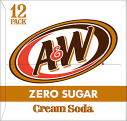 12
PACK
A&W
ZERO SUGAR
Cream Soda.